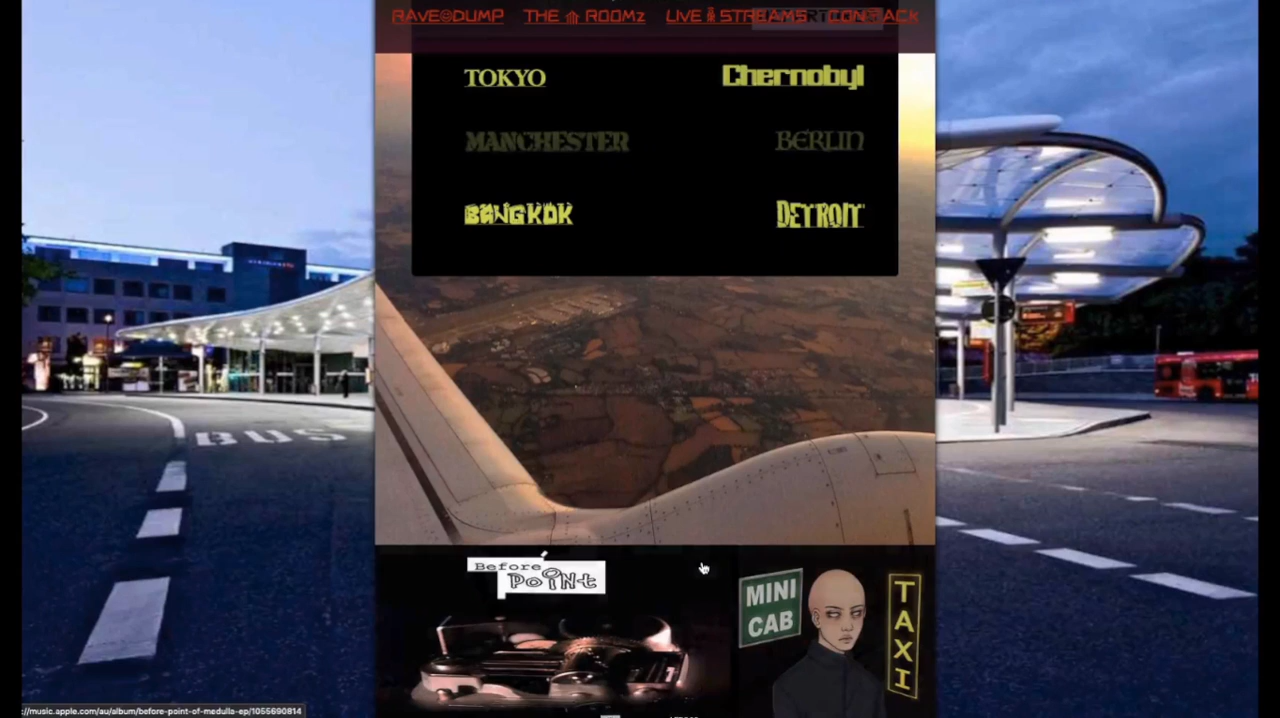 RAVE☺DUMP THE ROOMz LIVE STREAMS CONTACK
TOKYO Chernobyl
MANCHESTER BERLIN
BANGKOK DETROIT
BUS
Before
PoiNt
MINI
CAB
TAXI
://music.apple.com/au/album/before-point-of-medulla-ep/1055690814